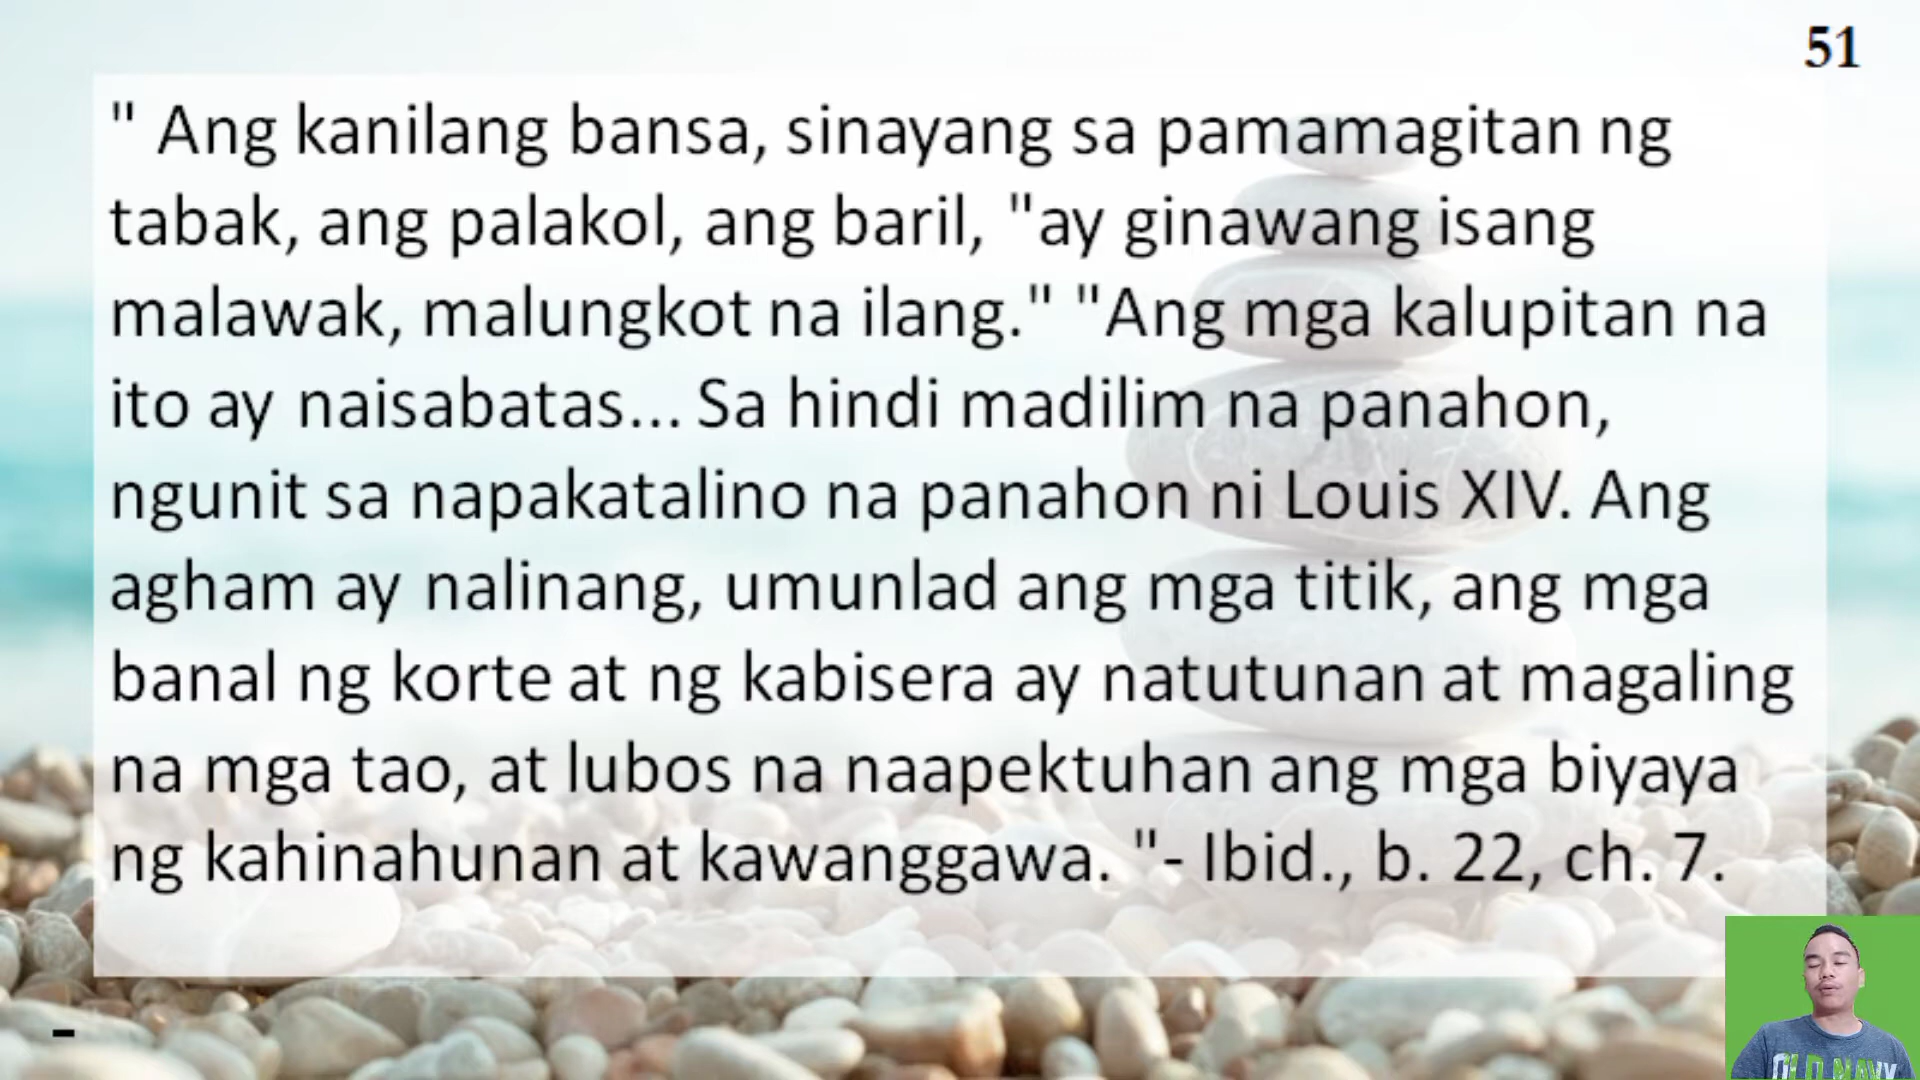 51
" Ang kanilang bansa, sinayang sa pamamagitan ng
tabak, ang palakol, ang baril, "ay ginawang isang
malawak, malungkot na ilang." "Ang mga kalupitan na
ito ay naisabatas... Sa hindi madilim na panahon,
ngunit sa napakatalino na panahon ni Louis XIV. Ang
agham ay nalinang, umunlad ang mga titik, ang mga
banal ng korte at ng kabisera ay natutunan at magaling
na mga tao, at lubos na naapektuhan ang mga biyaya
ng kahinahunan at kawanggawa. "- Ibid., b. 22, ch. 7.
-
OLD NAVY